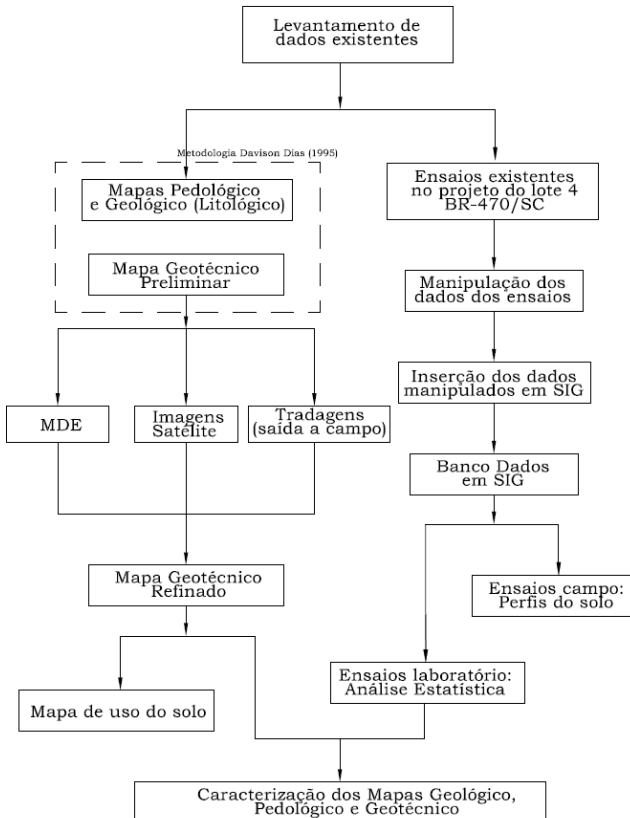 Levantamento de
dados existentes
Metodologia Davison Dias (1995)
Mapas Pedológico
e Geológico (Litológico)
Mapa Geotécnico
Preliminar
Ensaios existentes
no projeto do lote 4
BR-470/SC
Manipulação dos
dados dos ensaios
Inserção dos dados
manipulados em SIG
MDE
Imagens
Satélite
Tradagens
(saída a campo)
Banco Dados
em SIG
Mapa Geotécnico
Refinado
Ensaios campo:
Perfis do solo
Ensaios laboratório:
Análise Estatística
Mapa de uso do solo
Caracterização dos Mapas Geológico,
Pedológico e Geotécnico